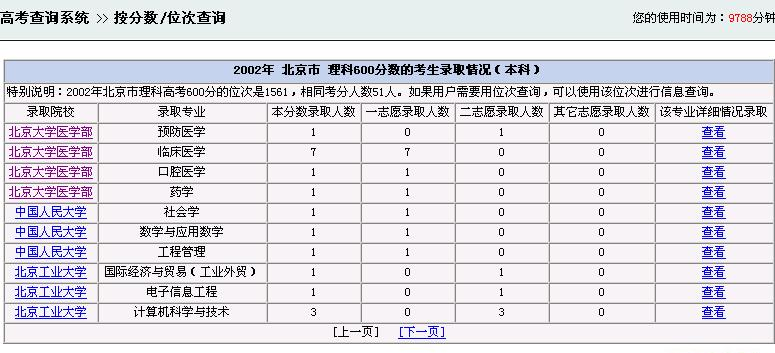 高考查询系统 >> 按分数/位次查询 您的使用时间为：9788分钟
2002年 北京市 理科600分数的考生录取情况（本科）
特别说明：2002年北京市理科高考600分的位次是1561，相同考分人数51人。如果用户需要用位次查询，可以使用该位次进行信息查询。
录取院校 录取专业 本分数录取人数 一志愿录取人数 二志愿录取人数 其它志愿录取人数 该专业详细情况录取
北京大学医学部 预防医学 1 0 1 0 查看
北京大学医学部 临床医学 7 7 0 0 查看
北京大学医学部 口腔医学 1 1 0 0 查看
北京大学医学部 药学 1 1 0 0 查看
中国人民大学 社会学 1 1 0 0 查看
中国人民大学 数学与应用数学 1 1 0 0 查看
中国人民大学 工程管理 1 1 0 0 查看
北京工业大学 国际经济与贸易（工业外贸） 1 0 1 0 查看
北京工业大学 电子信息工程 1 0 1 0 查看
北京工业大学 计算机科学与技术 3 0 3 0 查看
[上一页] [下一页]